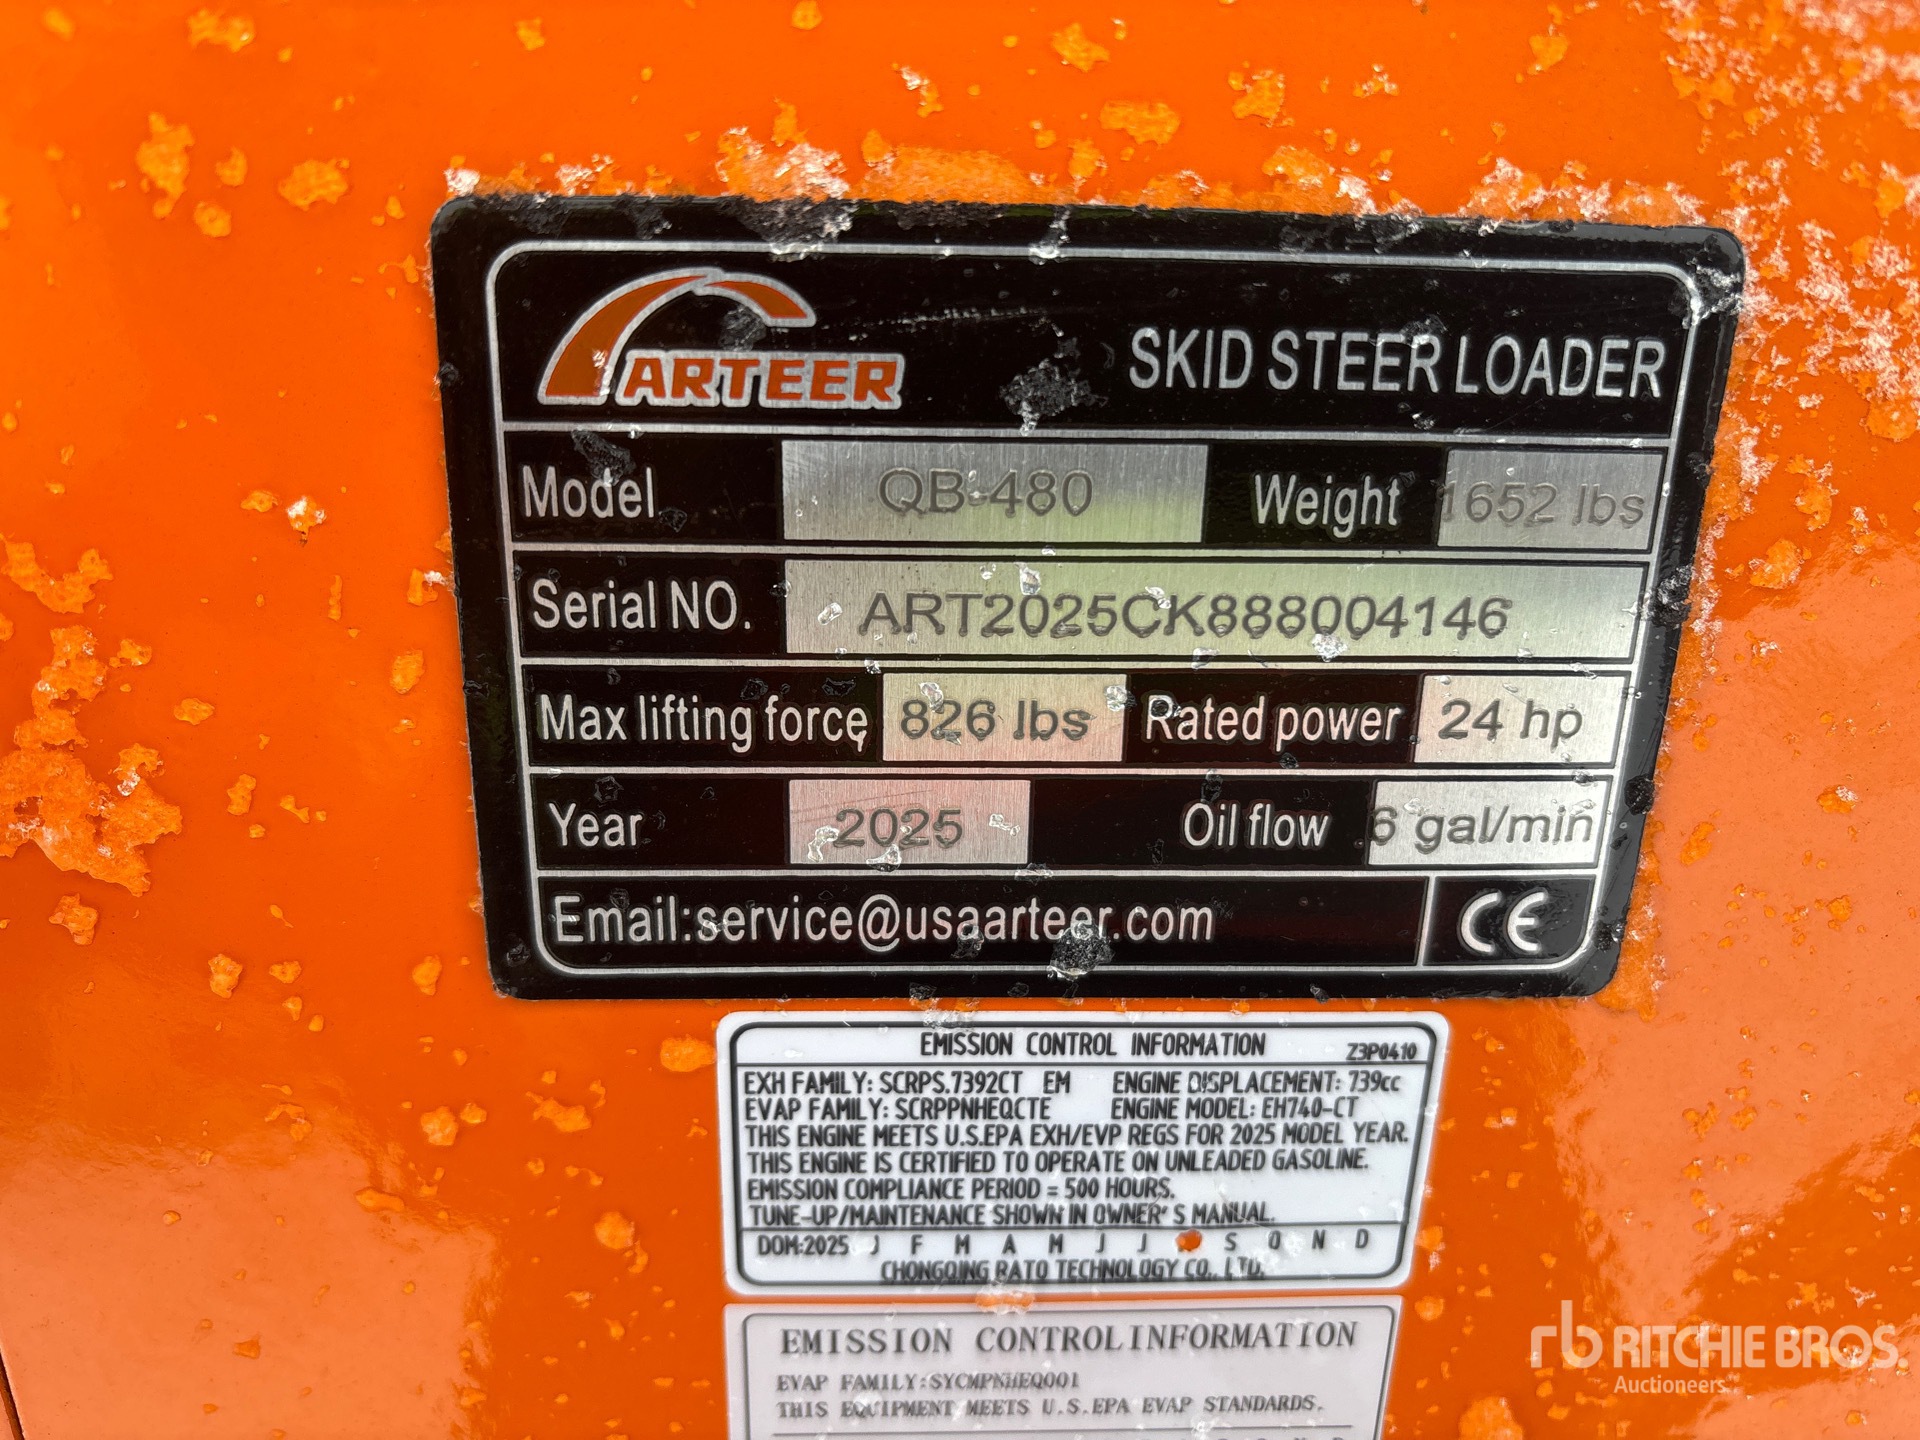 ARTEER
SKID STEER LOADER
Model QB-480 Weight 1652 lbs
Serial NO. ART2025CK888004146
Max lifting force 826 lbs Rated power 24 hp
Year 2025 Oil flow 6 gal/min
Email:service@usaarteer.com CE
EMISSION CONTROL INFORMATION Z3P0410
EXH FAMILY: SCRPS.7392CT EM ENGINE DISPLACEMENT: 739cc
EVAP FAMILY: SCRPPNHEQCTE ENGINE MODEL: EH740-CT
THIS ENGINE MEETS U.S.EPA EXH/EVP REGS FOR 2025 MODEL YEAR.
THIS ENGINE IS CERTIFIED TO OPERATE ON UNLEADED GASOLINE.
EMISSION COMPLIANCE PERIOD = 500 HOURS.
TUNE-UP/MAINTENANCE SHOWN IN OWNER'S MANUAL.
DOM:2025 J F M A M J J S O N D
CHONGQING RATO TECHNOLOGY CO., LTD.
EMISSION CONTROL INFORMATION
EVAP FAMILY:SYCMPNHEQ001
THIS EQUIPMENT MEETS U.S.EPA EVAP STANDARDS.
rb RITCHIE BROS.
Auctioneers